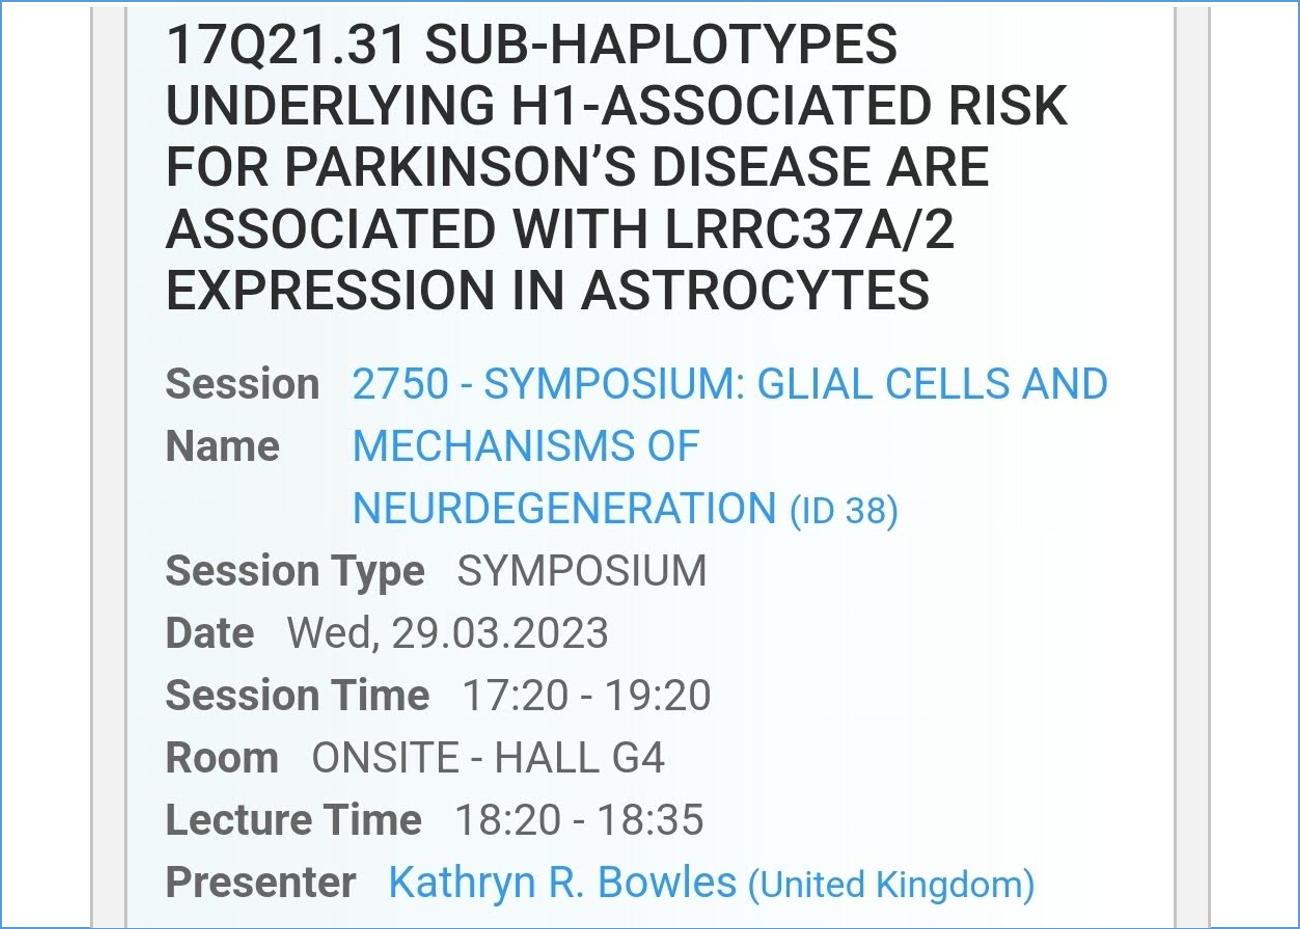 17Q21.31 SUB-HAPLOTYPES
UNDERLYING H1-ASSOCIATED RISK
FOR PARKINSON’S DISEASE ARE
ASSOCIATED WITH LRRC37A/2
EXPRESSION IN ASTROCYTES
Session Name 2750 - SYMPOSIUM: GLIAL CELLS AND
MECHANISMS OF
NEURDEGENERATION (ID 38)
Session Type SYMPOSIUM
Date Wed, 29.03.2023
Session Time 17:20 - 19:20
Room ONSITE - HALL G4
Lecture Time 18:20 - 18:35
Presenter Kathryn R. Bowles (United Kingdom)